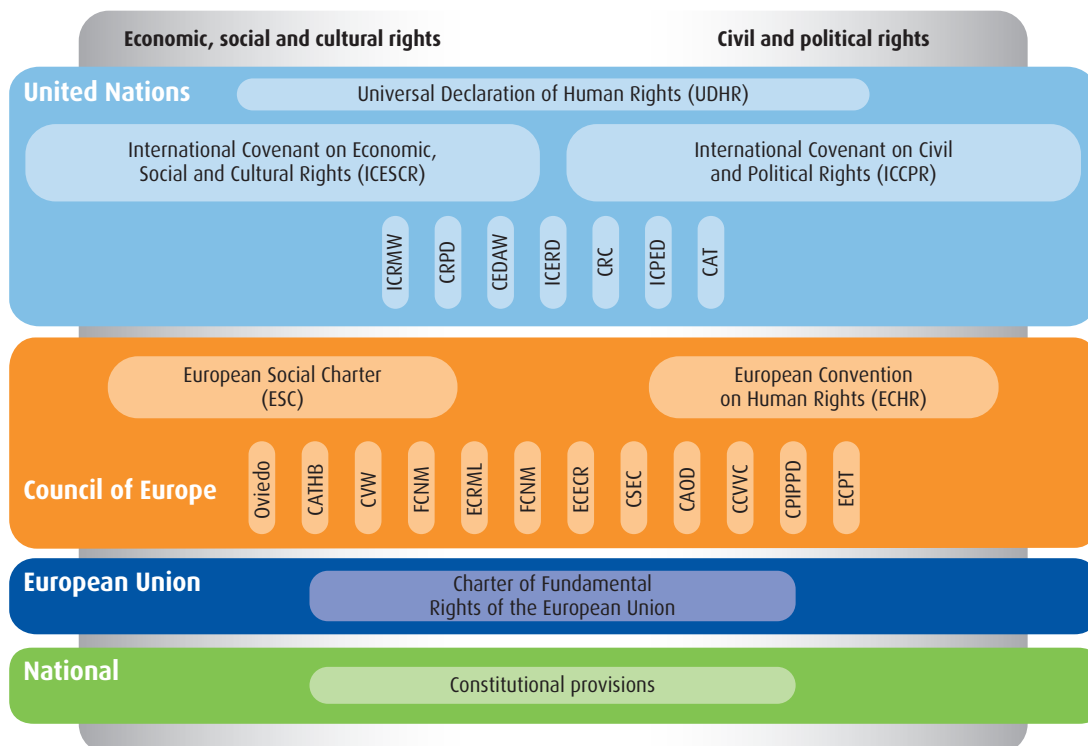 Economic, social and cultural rights
Civil and political rights
United Nations
Universal Declaration of Human Rights (UDHR)
International Covenant on Economic,
Social and Cultural Rights (ICESCR)
International Covenant on Civil
and Political Rights (ICCPR)
ICRMW
CRPD
CEDAW
ICERD
CRC
ICPED
CAT
European Social Charter
(ESC)
European Convention
on Human Rights (ECHR)
Council of Europe
Oviedo
CATHB
CVW
FCNM
ECRML
FCNM
ECECR
CSEC
CAOD
CCVVC
CPIPPD
ECPT
European Union
Charter of Fundamental
Rights of the European Union
National
Constitutional provisions